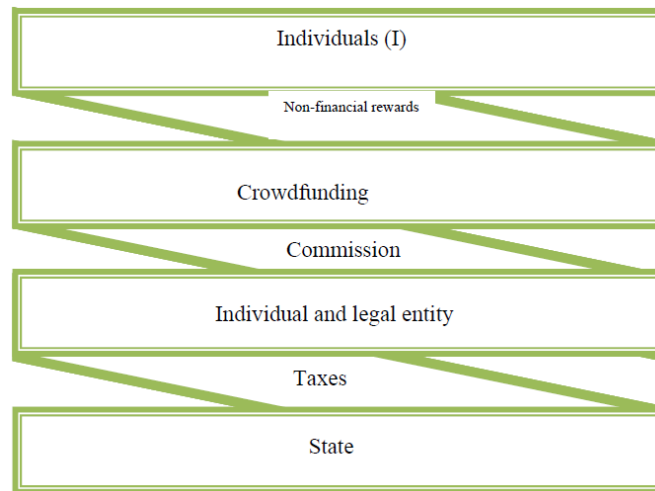 Individuals (I)
Non-financial rewards
Crowdfunding
Commission
Individual and legal entity
Taxes
State